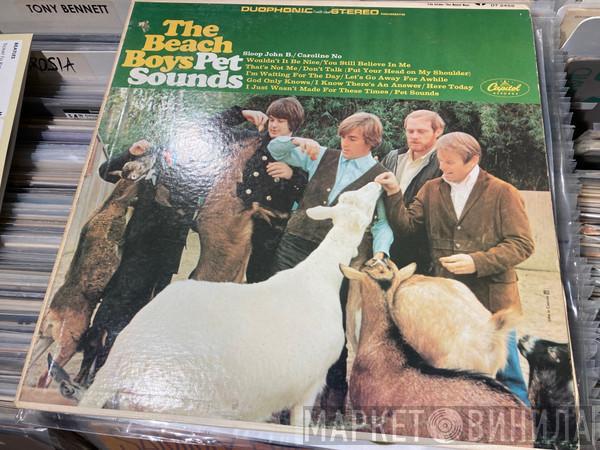 TONY BENNETT
DUOPHONIC STEREO
DT 2458
The Beach Boys Pet Sounds
Sloop John B./Caroline No
Wouldn't It Be Nice/You Still Believe In Me
That's Not Me/Don't Talk (Put Your Head on My Shoulder)
I'm Waiting For The Day/Let's Go Away For Awhile
God Only Knows/I Know There's An Answer/Here Today
I Just Wasn't Made For These Times/Pet Sounds
Capitol
RECORDS
МАРКЕТ ВИНИЛА